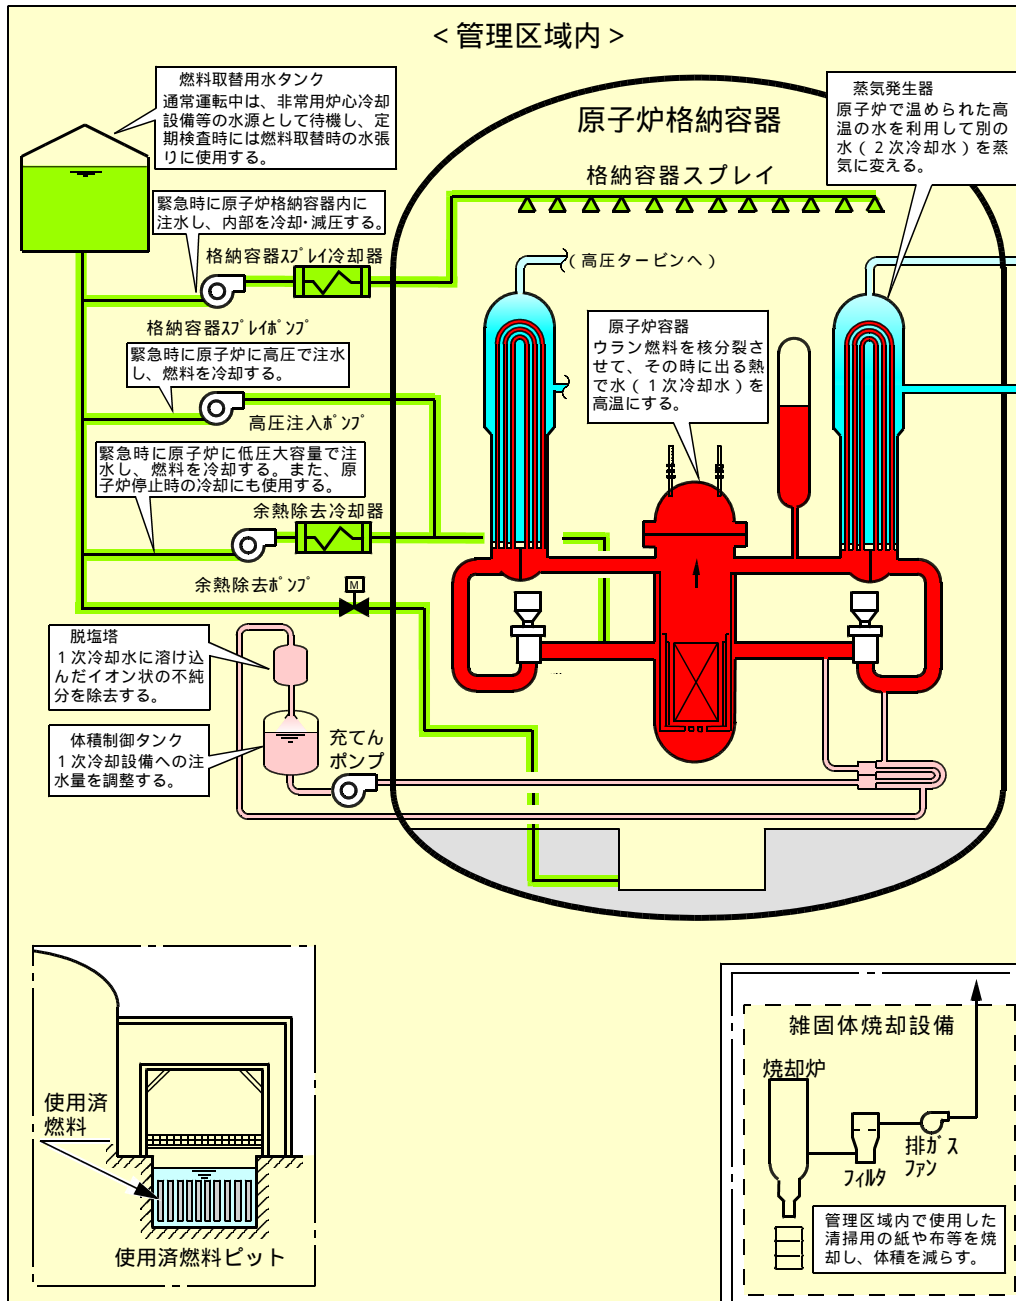 ＜管理区域内＞
燃料取替用水タンク
通常運転中は、非常用炉心冷却
設備等の水源として待機し、定
期検査時には燃料取替時の水張
りに使用する。
蒸気発生器
原子炉で温められた高
温の水を利用して別の
水（２次冷却水）を蒸
気に変える。
原子炉格納容器
格納容器スプレイ
緊急時に原子炉格納容器内に
注水し、内部を冷却･減圧する。
格納容器ｽﾌﾟﾚｲ冷却器
（高圧タービンへ）
格納容器ｽﾌﾟﾚｲﾎﾟﾝﾌﾟ
原子炉容器
ウラン燃料を核分裂さ
せて、その時に出る熱
で水（１次冷却水）を
高温にする。
緊急時に原子炉に高圧で注水
し、燃料を冷却する。
高圧注入ﾎﾟﾝﾌﾟ
緊急時に原子炉に低圧大容量で注
水し、燃料を冷却する。また、原
子炉停止時の冷却にも使用する。
余熱除去冷却器
余熱除去ﾎﾟﾝﾌﾟ
M
脱塩塔
１次冷却水に溶け込
んだイオン状の不純
分を除去する。
体積制御タンク
１次冷却設備への注
水量を調整する。
充てん
ポンプ
使用済
燃料
使用済燃料ピット
雑固体焼却設備
焼却炉
ﾌｨﾙﾀ
排ｶﾞｽ
ﾌｧﾝ
管理区域内で使用した
清掃用の紙や布等を焼
却し、体積を減らす。